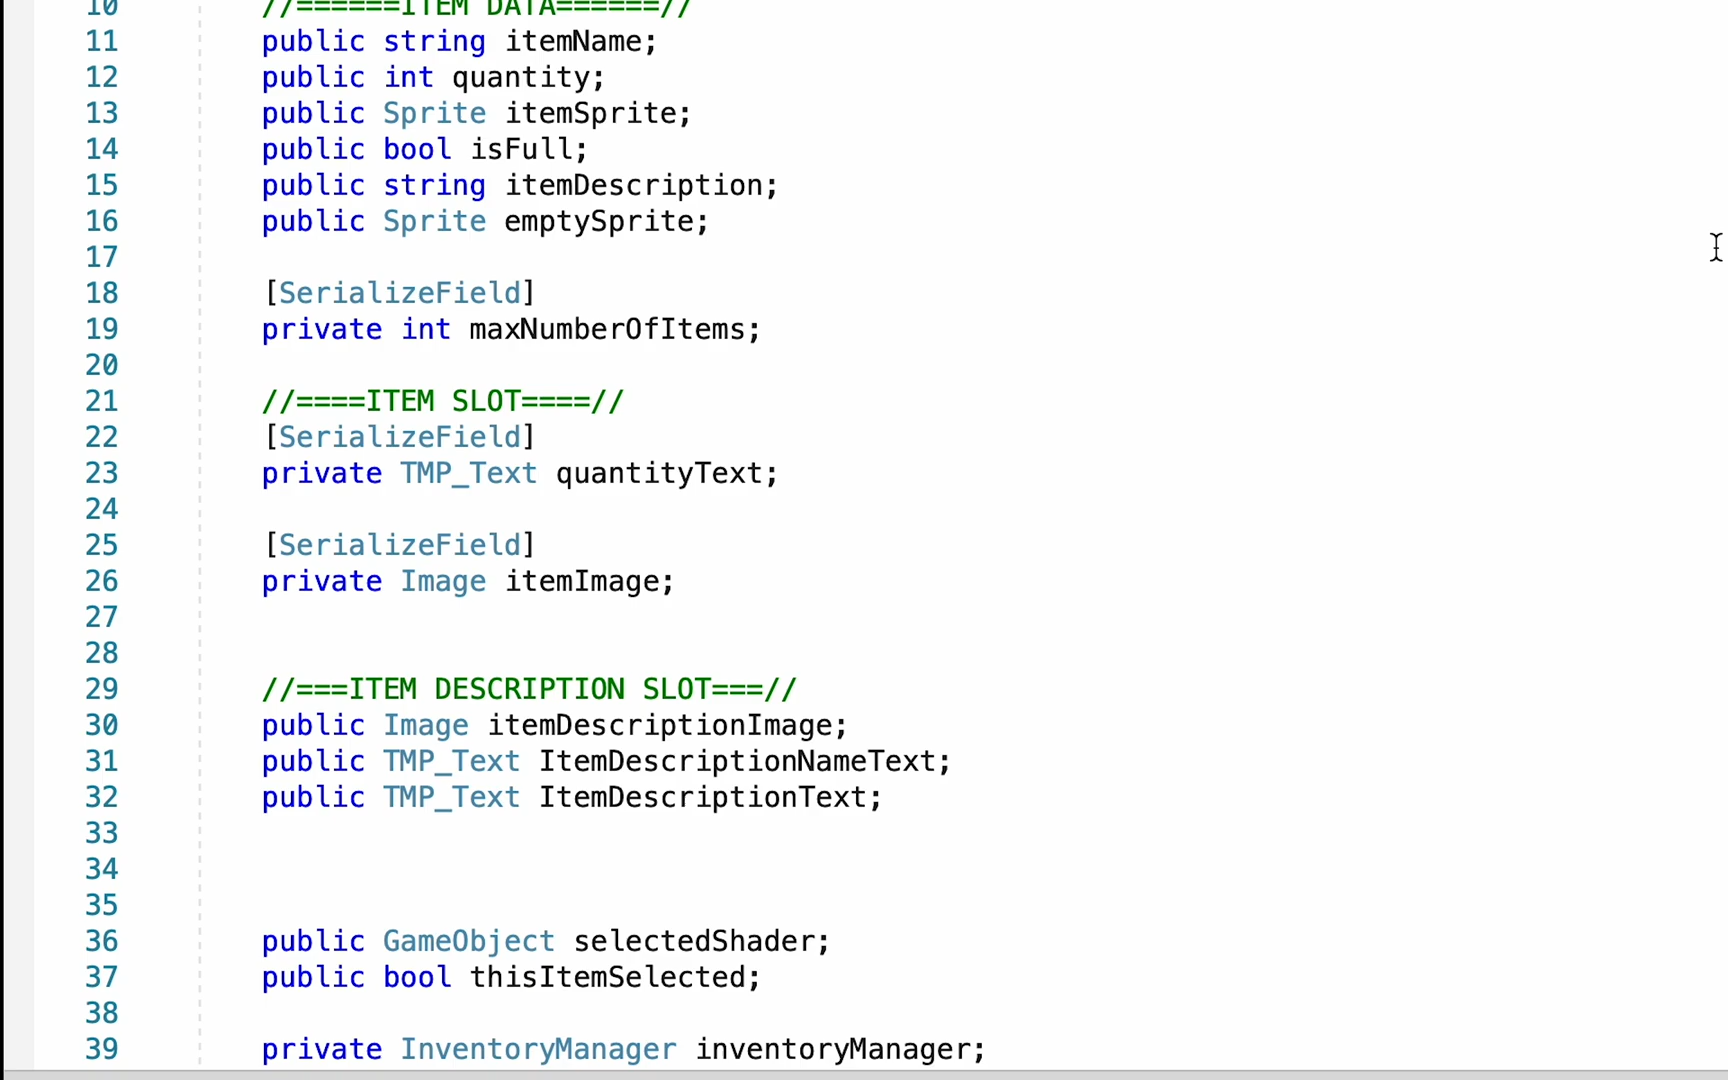 10 //======ITEM DATA======//
11 public string itemName;
12 public int quantity;
13 public Sprite itemSprite;
14 public bool isFull;
15 public string itemDescription;
16 public Sprite emptySprite;
17
18 [SerializeField]
19 private int maxNumberOfItems;
20
21 //====ITEM SLOT====//
22 [SerializeField]
23 private TMP_Text quantityText;
24
25 [SerializeField]
26 private Image itemImage;
27
28
29 //===ITEM DESCRIPTION SLOT===//
30 public Image itemDescriptionImage;
31 public TMP_Text ItemDescriptionNameText;
32 public TMP_Text ItemDescriptionText;
33
34
35
36 public GameObject selectedShader;
37 public bool thisItemSelected;
38
39 private InventoryManager inventoryManager;